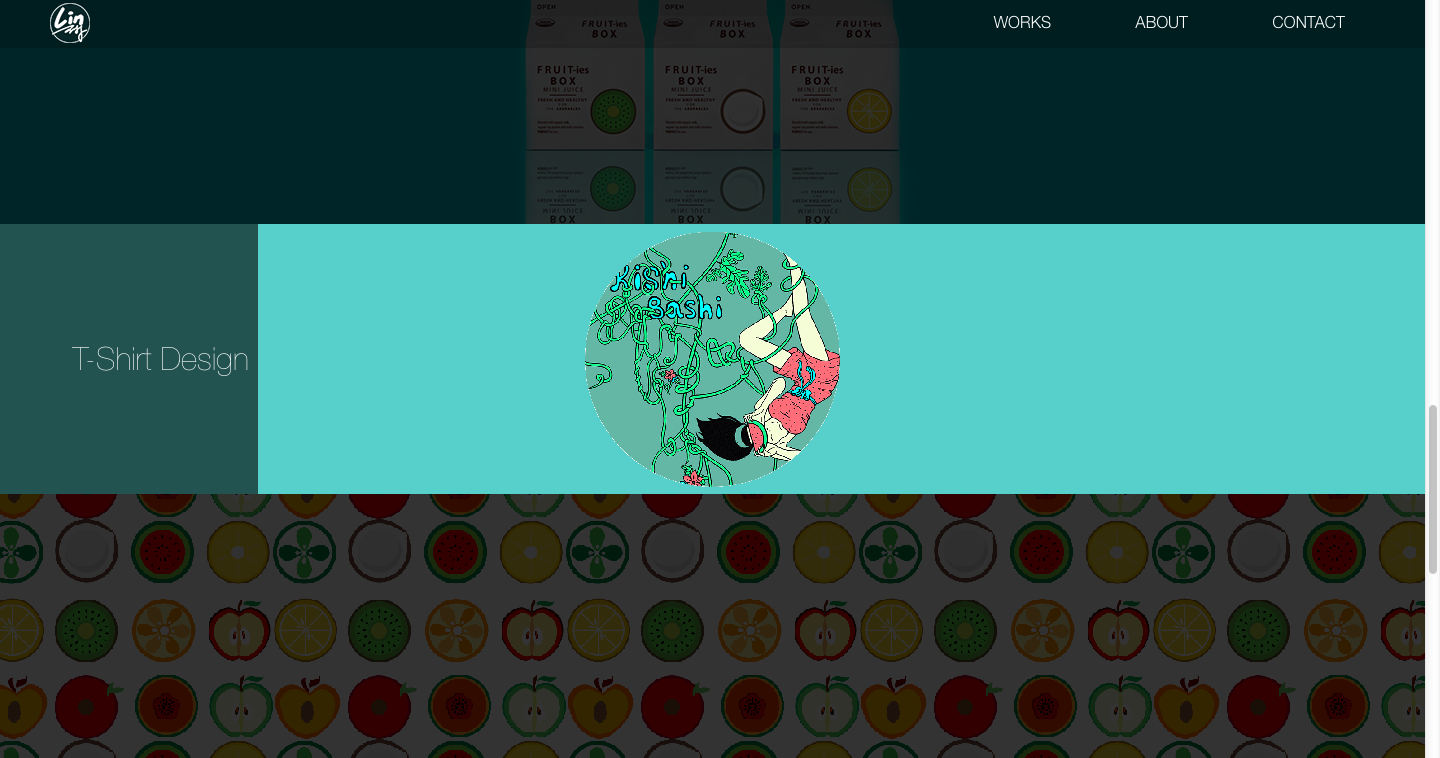 Lin
WORKS
ABOUT
CONTACT
OPEN
OPEN
OPEN
FRUIT-ies
BOX
FRUIT-ies
BOX
FRUIT-ies
BOX
FRUIT-ies
BOX
MINI JUICE
FRESH AND HEALTHY
FRUIT-ies
BOX
MINI JUICE
FRESH AND HEALTHY
FRUIT-ies
BOX
MINI JUICE
FRESH AND HEALTHY
MINI JUICE
BOX
MINI JUICE
BOX
MINI JUICE
BOX
Kishi
Bashi
T-Shirt Design